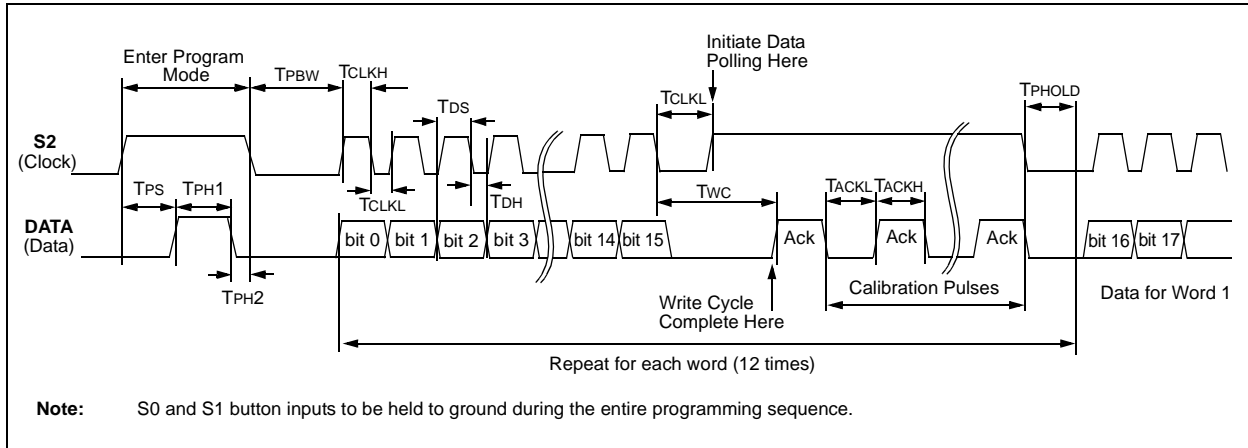 Enter Program
Mode
TPBW
TCLKH
TDS
Initiate Data
Polling Here
TCLKL
TPHOLD
S2
(Clock)
TPS
TPH1
TCLKL
TDH
TWC
TACKL
TACKH
DATA
(Data)
bit 0
bit 1
bit 2
bit 3
bit 14
bit 15
Ack
Ack
Ack
bit 16
bit 17
TPH2
Write Cycle
Complete Here
Calibration Pulses
Data for Word 1
Repeat for each word (12 times)
Note: S0 and S1 button inputs to be held to ground during the entire programming sequence.